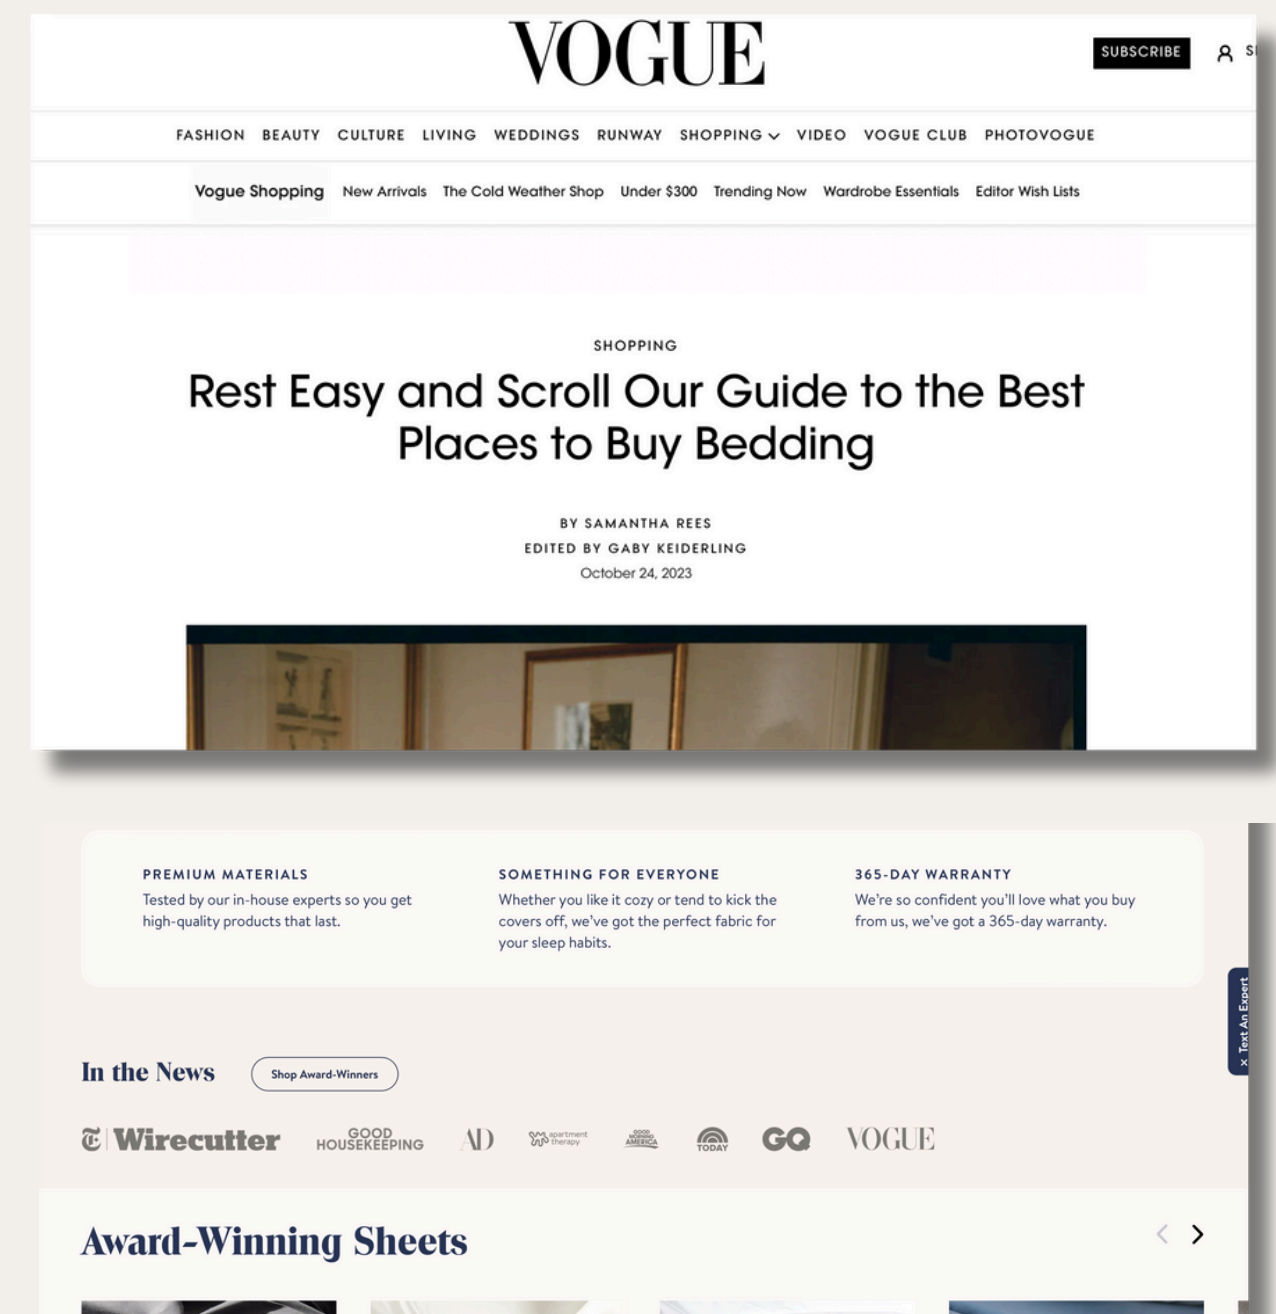 VOGUE
SUBSCRIBE
FASHION BEAUTY CULTURE LIVING WEDDINGS RUNWAY SHOPPING VIDEO VOGUE CLUB PHOTOVOGUE
Vogue Shopping New Arrivals The Cold Weather Shop Under $300 Trending Now Wardrobe Essentials Editor Wish Lists
SHOPPING
Rest Easy and Scroll Our Guide to the Best
Places to Buy Bedding
BY SAMANTHA REES
EDITED BY GABY KEIDERLING
October 24, 2023
PREMIUM MATERIALS
Tested by our in-house experts so you get
high-quality products that last.
SOMETHING FOR EVERYONE
Whether you like it cozy or tend to kick the
covers off, we've got the perfect fabric for
your sleep habits.
365-DAY WARRANTY
We're so confident you'll love what you buy
from us, we've got a 365-day warranty.
× Text An Expert
In the News
Shop Award-Winners
T Wirecutter
GOOD
HOUSEKEEPING
AD
apartment
therapy
GOOD
MORNING
AMERICA
TODAY
GQ
VOGUE
Award-Winning Sheets